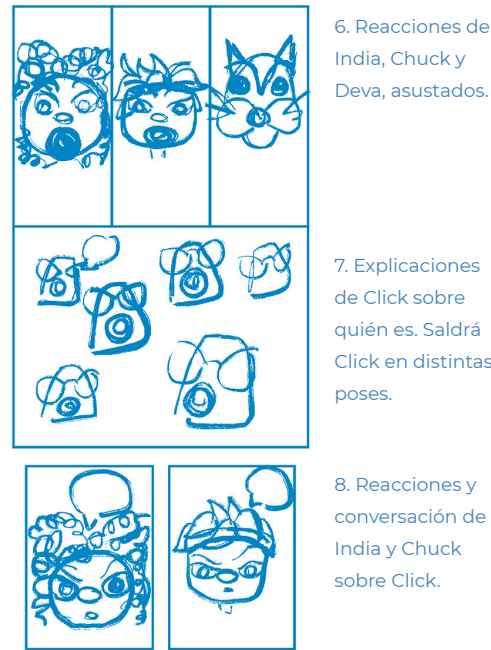 6. Reacciones de
India, Chuck y
Deva, asustados.
7. Explicaciones
de Click sobre
quién es. Saldrá
Click en distintas
poses.
8. Reacciones y
conversación de
India y Chuck
sobre Click.